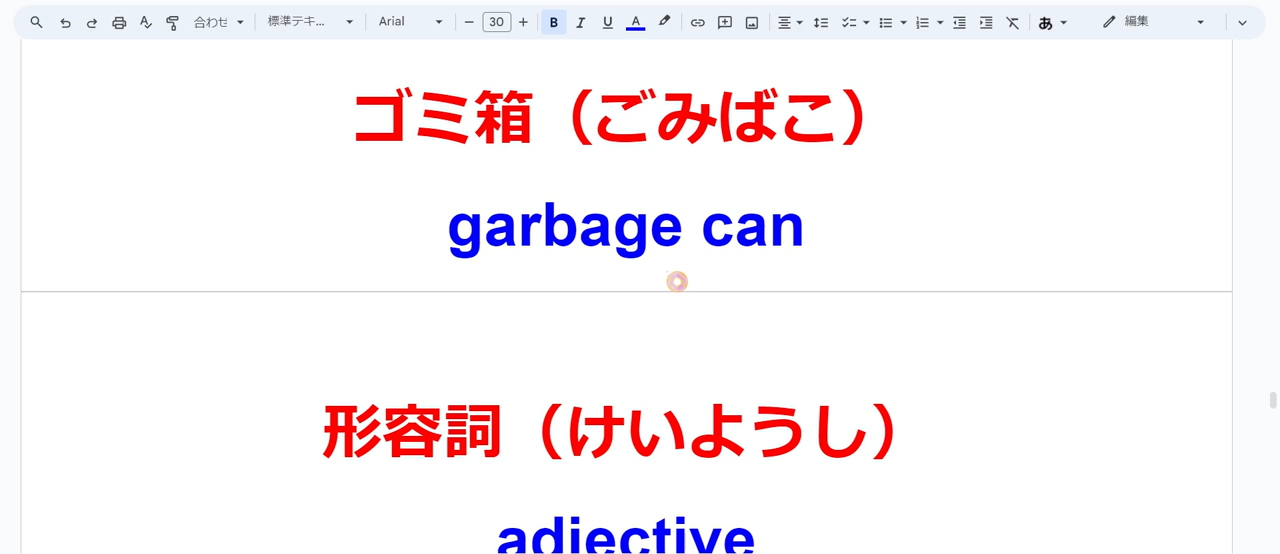 合わせ
標準テキ...
Arial
30
B
I
U
A
あ
編集
ゴミ箱（ごみばこ）
garbage can
形容詞（けいようし）
adjective